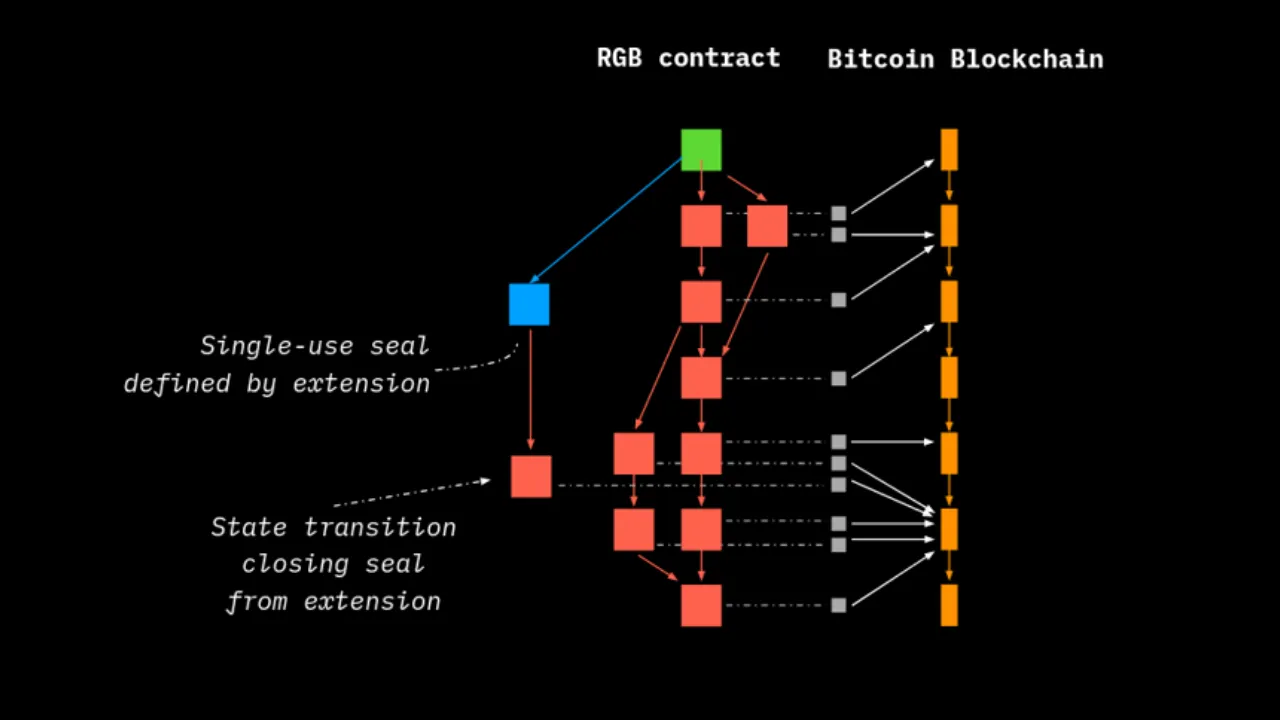 RGB contract
Bitcoin Blockchain
Single-use seal
defined by extension
State transition
closing seal
from extension